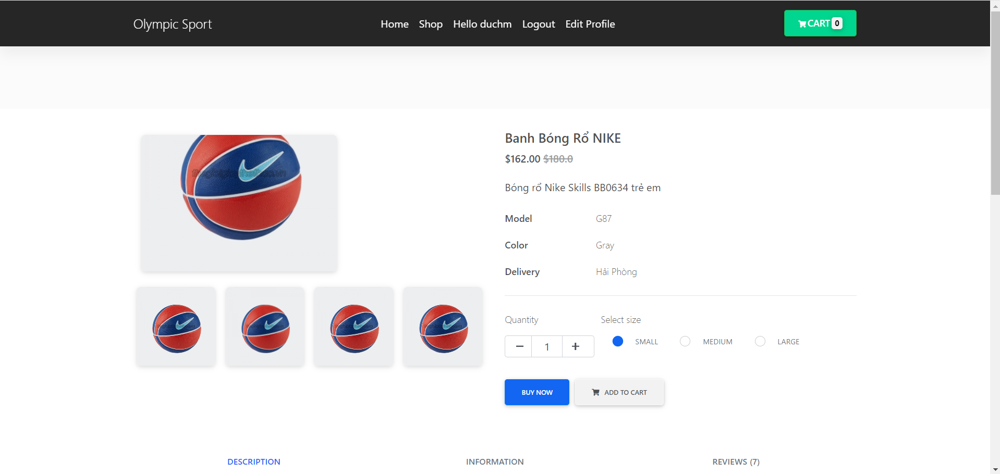 Olympic Sport
Home Shop Hello duchm Logout Edit Profile
CART 0
Banh Bóng Rổ NIKE
$162.00 $180.0
Bóng rổ Nike Skills BB0634 trẻ em
Model G87
Color Gray
Delivery Hải Phòng
Quantity Select size
− 1 + SMALL MEDIUM LARGE
BUY NOW ADD TO CART
DESCRIPTION INFORMATION REVIEWS (7)